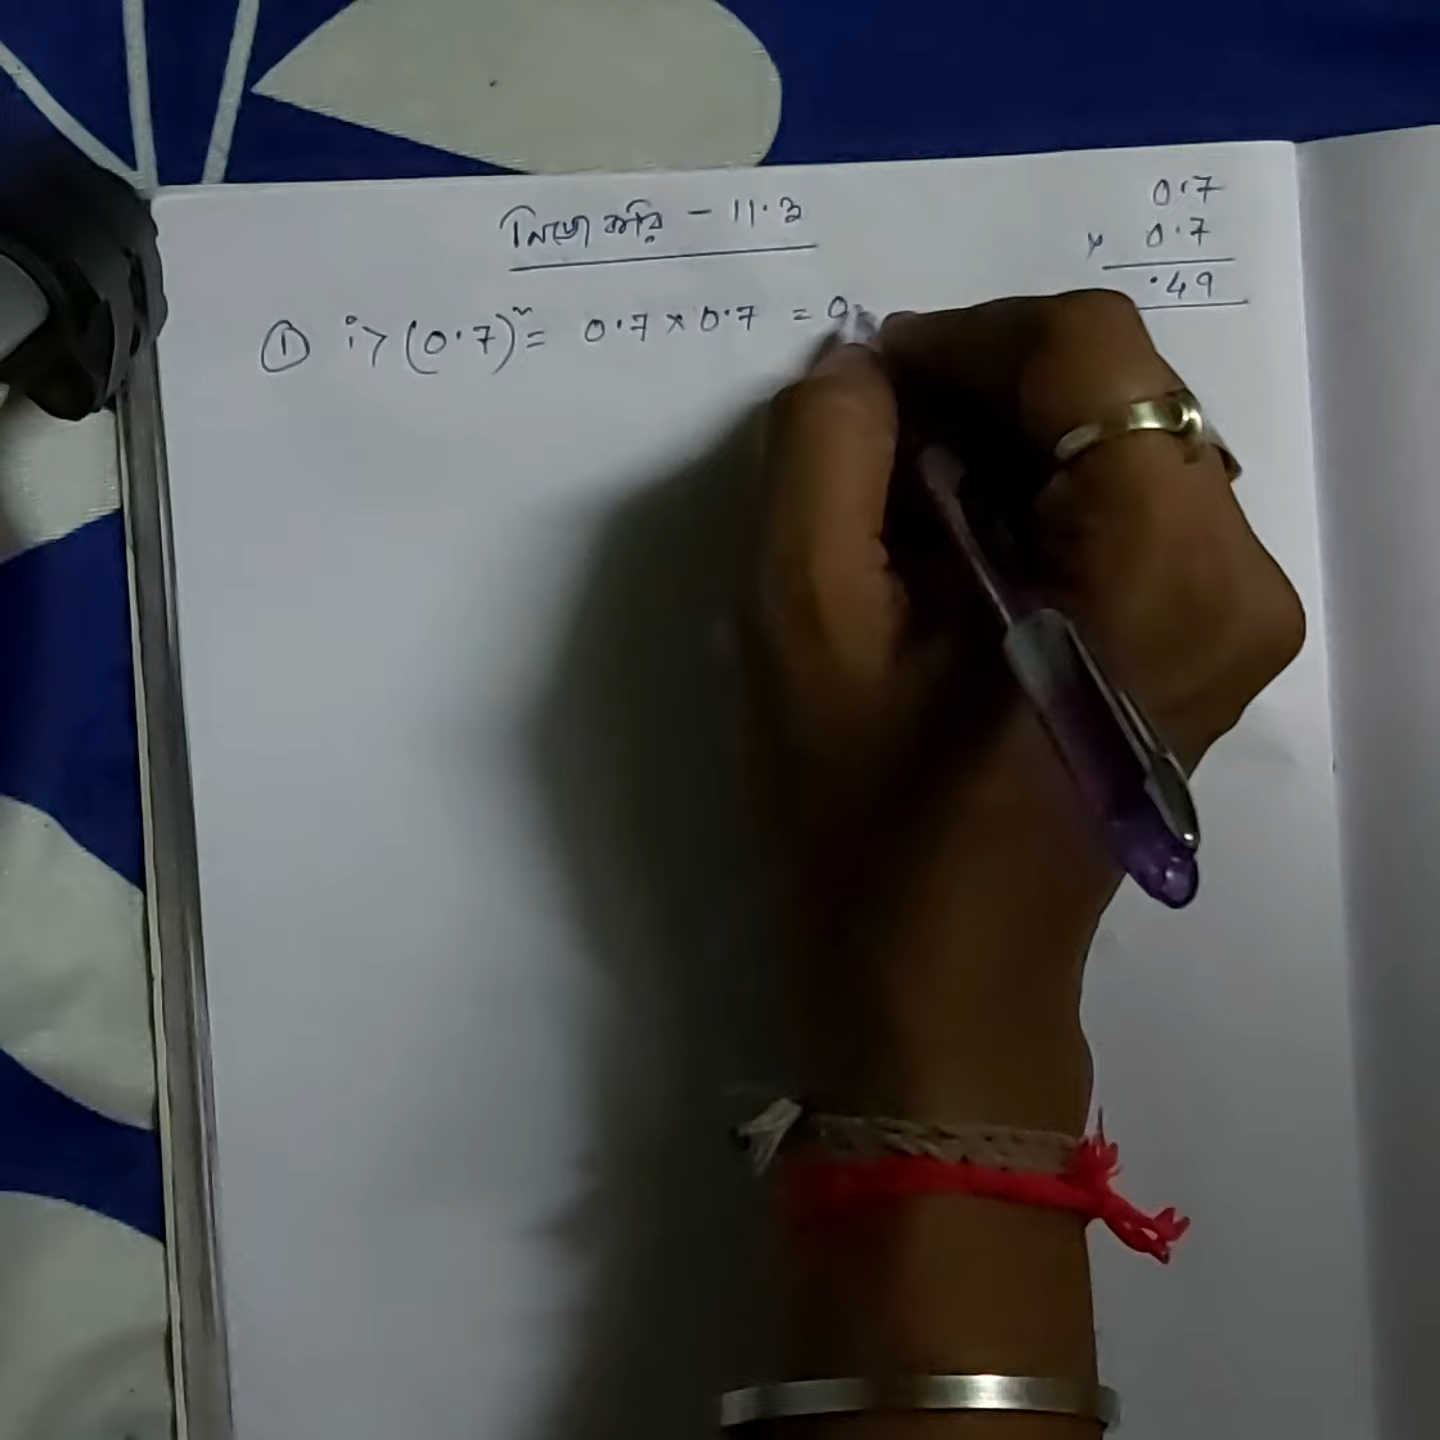 নিজে করি - 11.3
0.7
× 0.7
.49
① i> (0.7)² = 0.7 × 0.7 = 0.